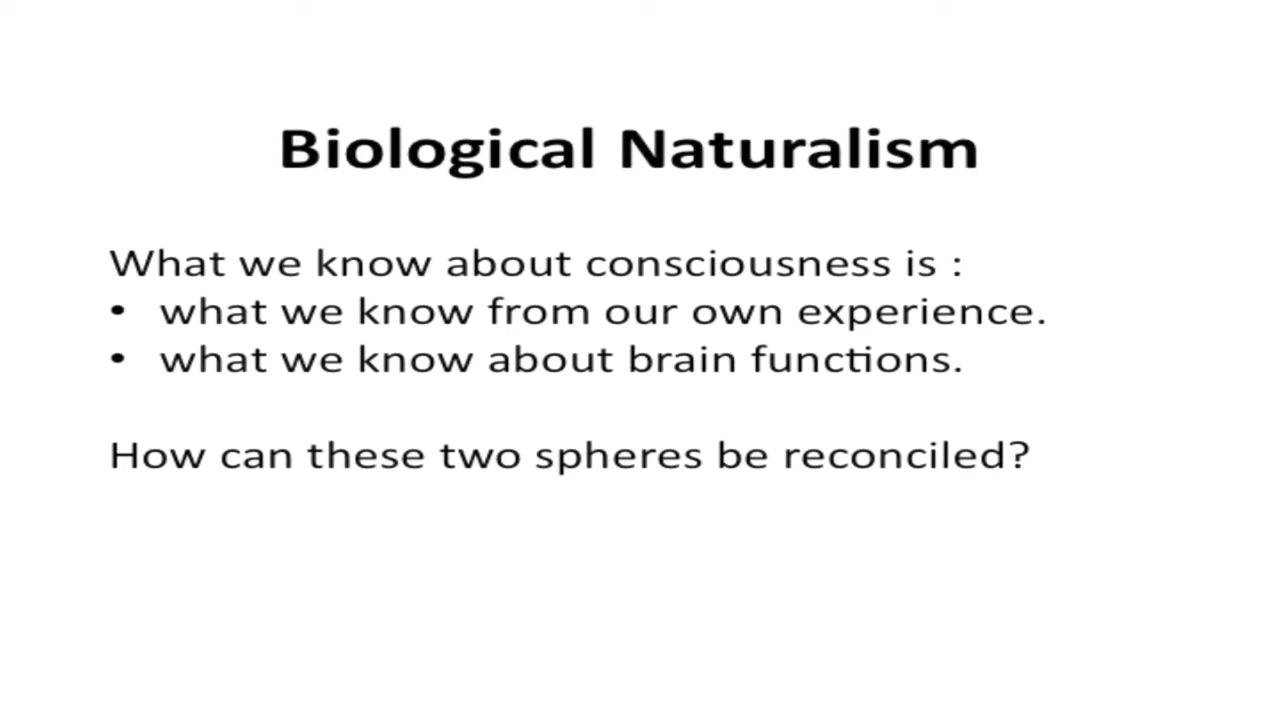 Biological Naturalism
What we know about consciousness is :
• what we know from our own experience.
• what we know about brain functions.
How can these two spheres be reconciled?